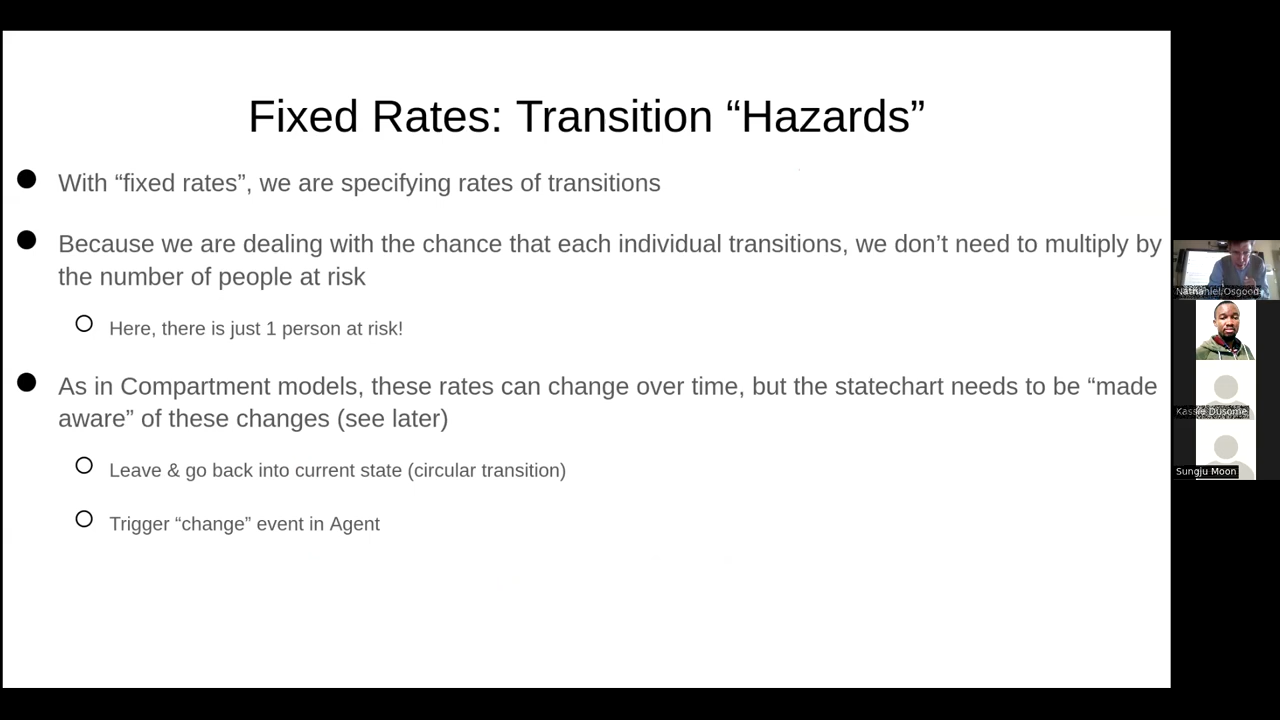 Fixed Rates: Transition “Hazards”
With “fixed rates”, we are specifying rates of transitions
Because we are dealing with the chance that each individual transitions, we don’t need to multiply by
the number of people at risk
Here, there is just 1 person at risk!
As in Compartment models, these rates can change over time, but the statechart needs to be “made
aware” of these changes (see later)
Leave & go back into current state (circular transition)
Trigger “change” event in Agent
Nathaniel Osgood
Kassie Dusome
Sungju Moon